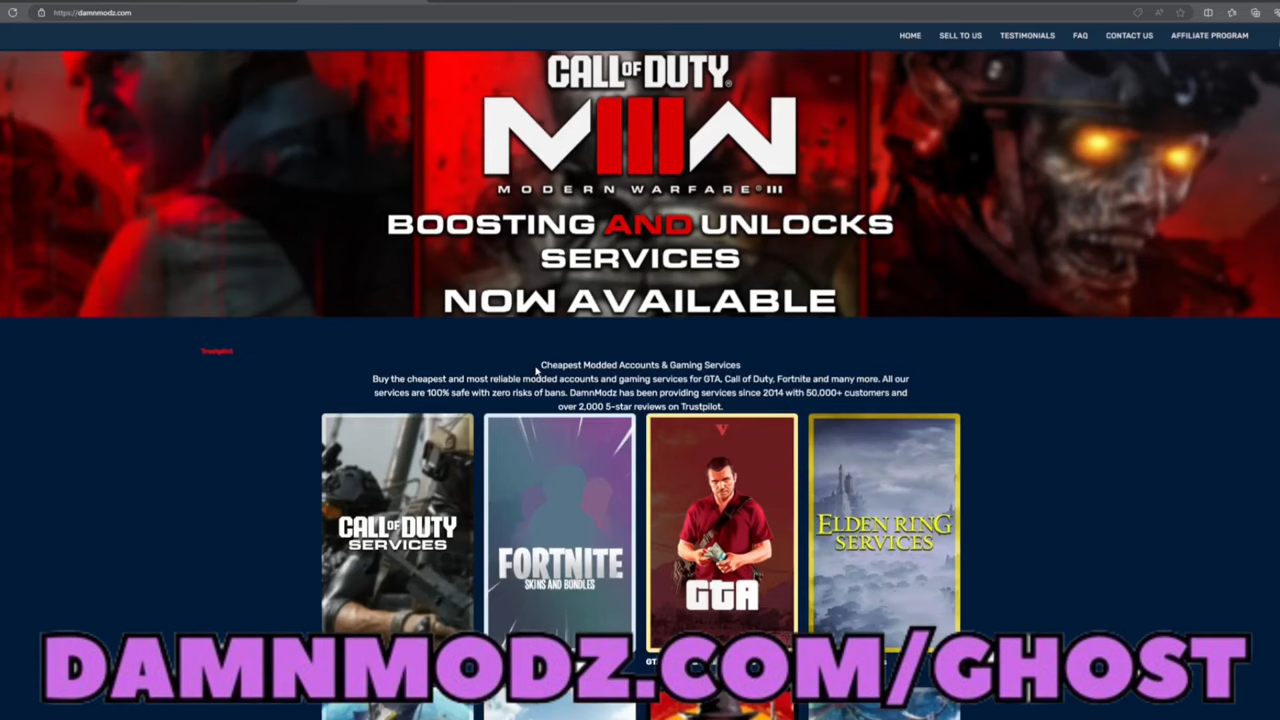 https://damnmodz.com
HOME SELL TO US TESTIMONIALS FAQ CONTACT US AFFILIATE PROGRAM
CALL OF DUTY®
MIIIW
MODERN WARFARE® III
BOOSTING AND UNLOCKS
SERVICES
NOW AVAILABLE
Trustpilot
Cheapest Modded Accounts & Gaming Services
Buy the cheapest and most reliable modded accounts and gaming services for GTA, Call of Duty, Fortnite and many more. All our
services are 100% safe with zero risks of bans. DamnModz has been providing services since 2014 with 50,000+ customers and
over 2,000 5-star reviews on Trustpilot.
CALL OF DUTY
SERVICES
FORTNITE
SKINS AND BUNDLES
V
GTA
ELDEN RING
SERVICES
DAMNMODZ.COM/GHOST